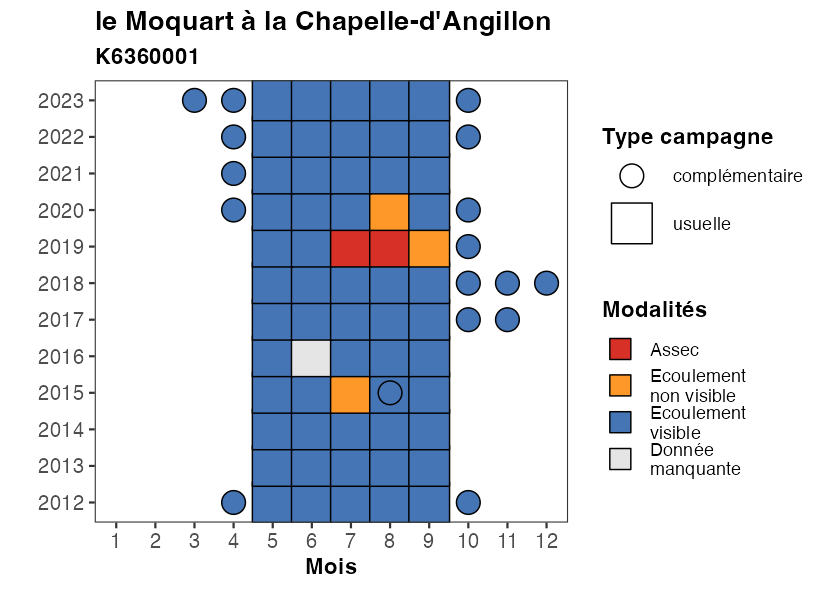 le Moquart à la Chapelle-d'Angillon
K6360001
2023
2022
2021
2020
2019
2018
2017
2016
2015
2014
2013
2012
1 2 3 4 5 6 7 8 9 10 11 12
Mois
Type campagne
complémentaire
usuelle
Modalités
Assec
Ecoulement
non visible
Ecoulement
visible
Donnée
manquante